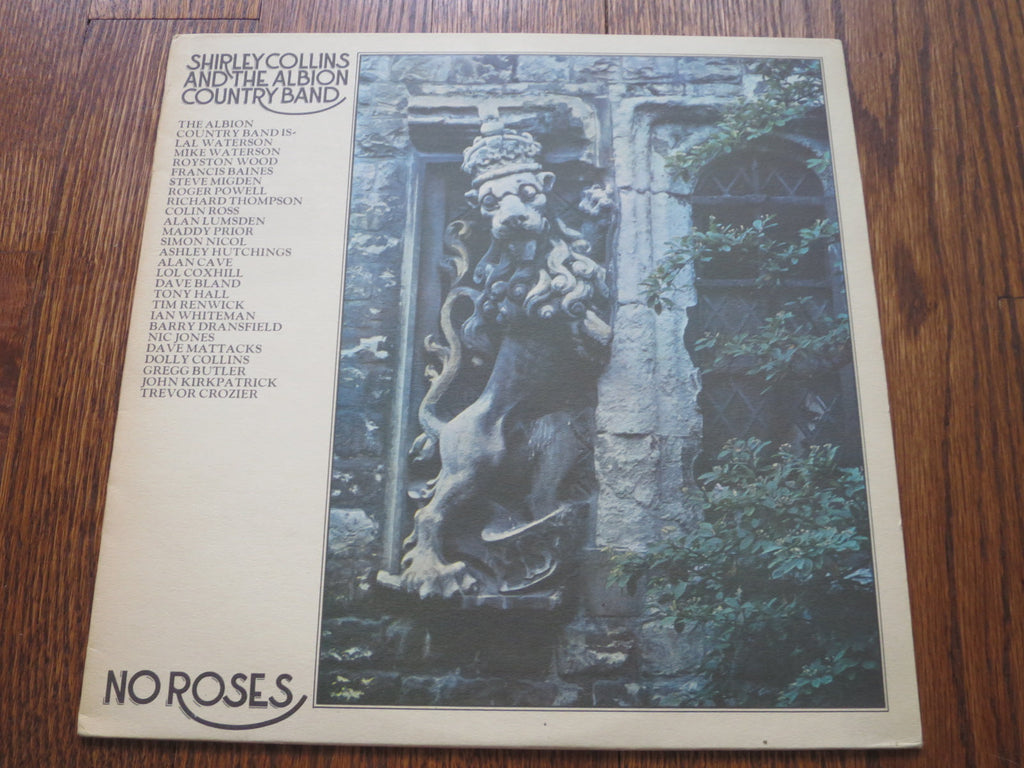 SHIRLEY COLLINS
AND THE ALBION
COUNTRY BAND
THE ALBION
COUNTRY BAND IS-
LAL WATERSON
MIKE WATERSON
ROYSTON WOOD
FRANCIS BAINES
STEVE MIGDEN
ROGER POWELL
RICHARD THOMPSON
COLIN ROSS
ALAN LUMSDEN
MADDY PRIOR
SIMON NICOL
ASHLEY HUTCHINGS
ALAN CAVE
LOL COXHILL
DAVE BLAND
TONY HALL
TIM RENWICK
IAN WHITEMAN
BARRY DRANSFIELD
NIC JONES
DAVE MATTACKS
DOLLY COLLINS
GREGG BUTLER
JOHN KIRKPATRICK
TREVOR CROZIER
NO ROSES